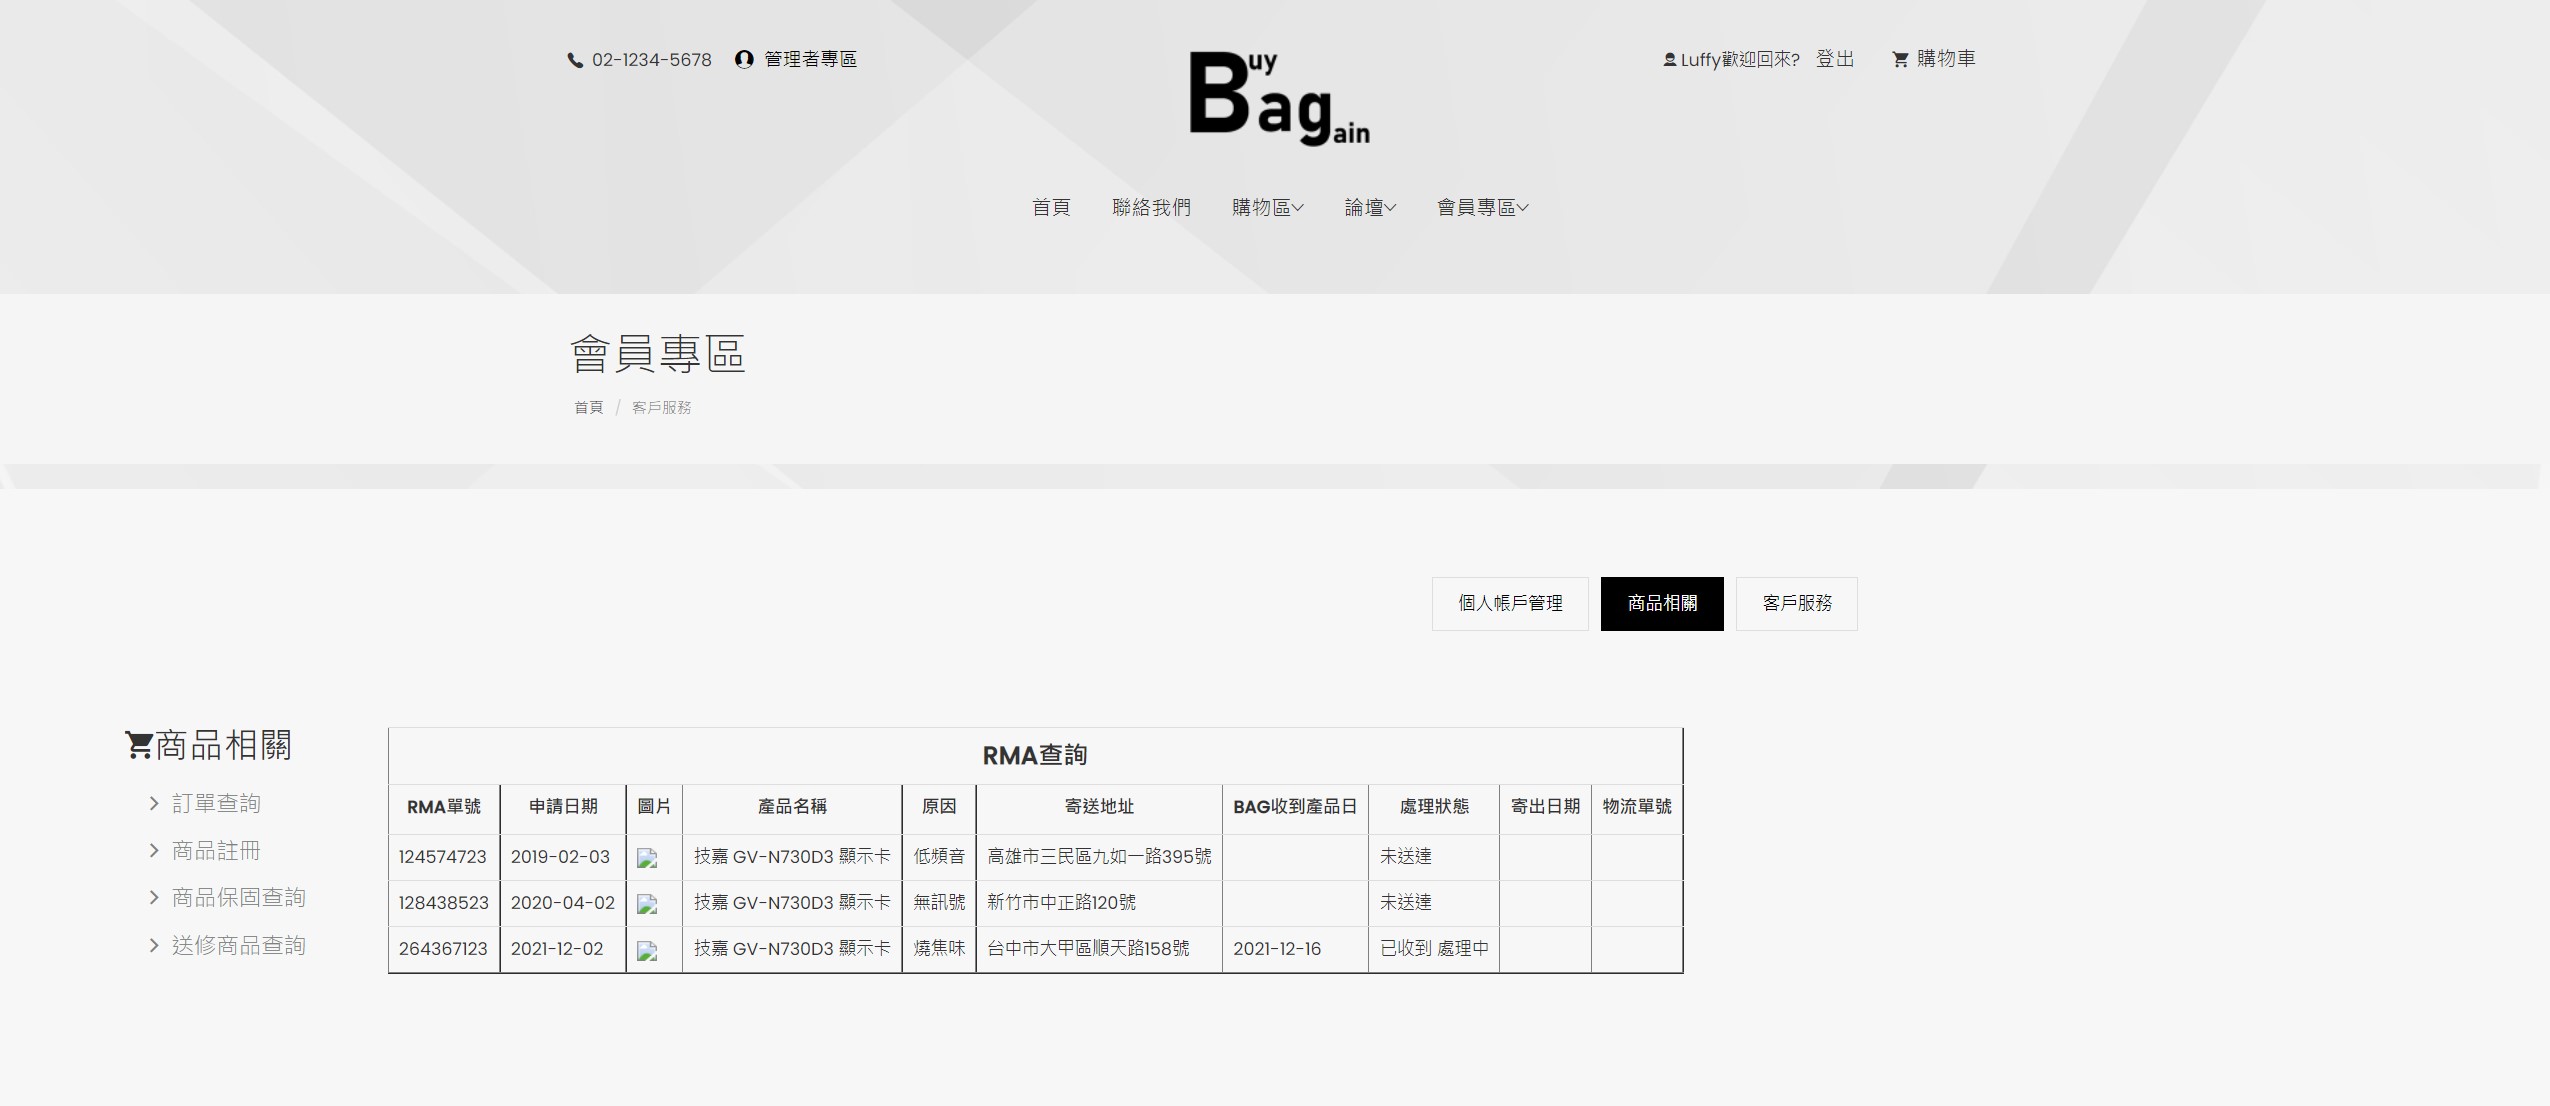 02-1234-5678 管理者專區
Buy Bag ain
Luffy歡迎回來? 登出 購物車
首頁 聯絡我們 購物區 論壇 會員專區
會員專區
首頁 / 客戶服務
個人帳戶管理 商品相關 客戶服務
商品相關
訂單查詢
商品註冊
商品保固查詢
送修商品查詢
RMA查詢
RMA單號 申請日期 圖片 產品名稱 原因 寄送地址 BAG收到產品日 處理狀態 寄出日期 物流單號
124574723 2019-02-03 技嘉 GV-N730D3 顯示卡 低頻音 高雄市三民區九如一路395號 未送達
128438523 2020-04-02 技嘉 GV-N730D3 顯示卡 無訊號 新竹市中正路120號 未送達
264367123 2021-12-02 技嘉 GV-N730D3 顯示卡 燒焦味 台中市大甲區順天路158號 2021-12-16 已收到 處理中